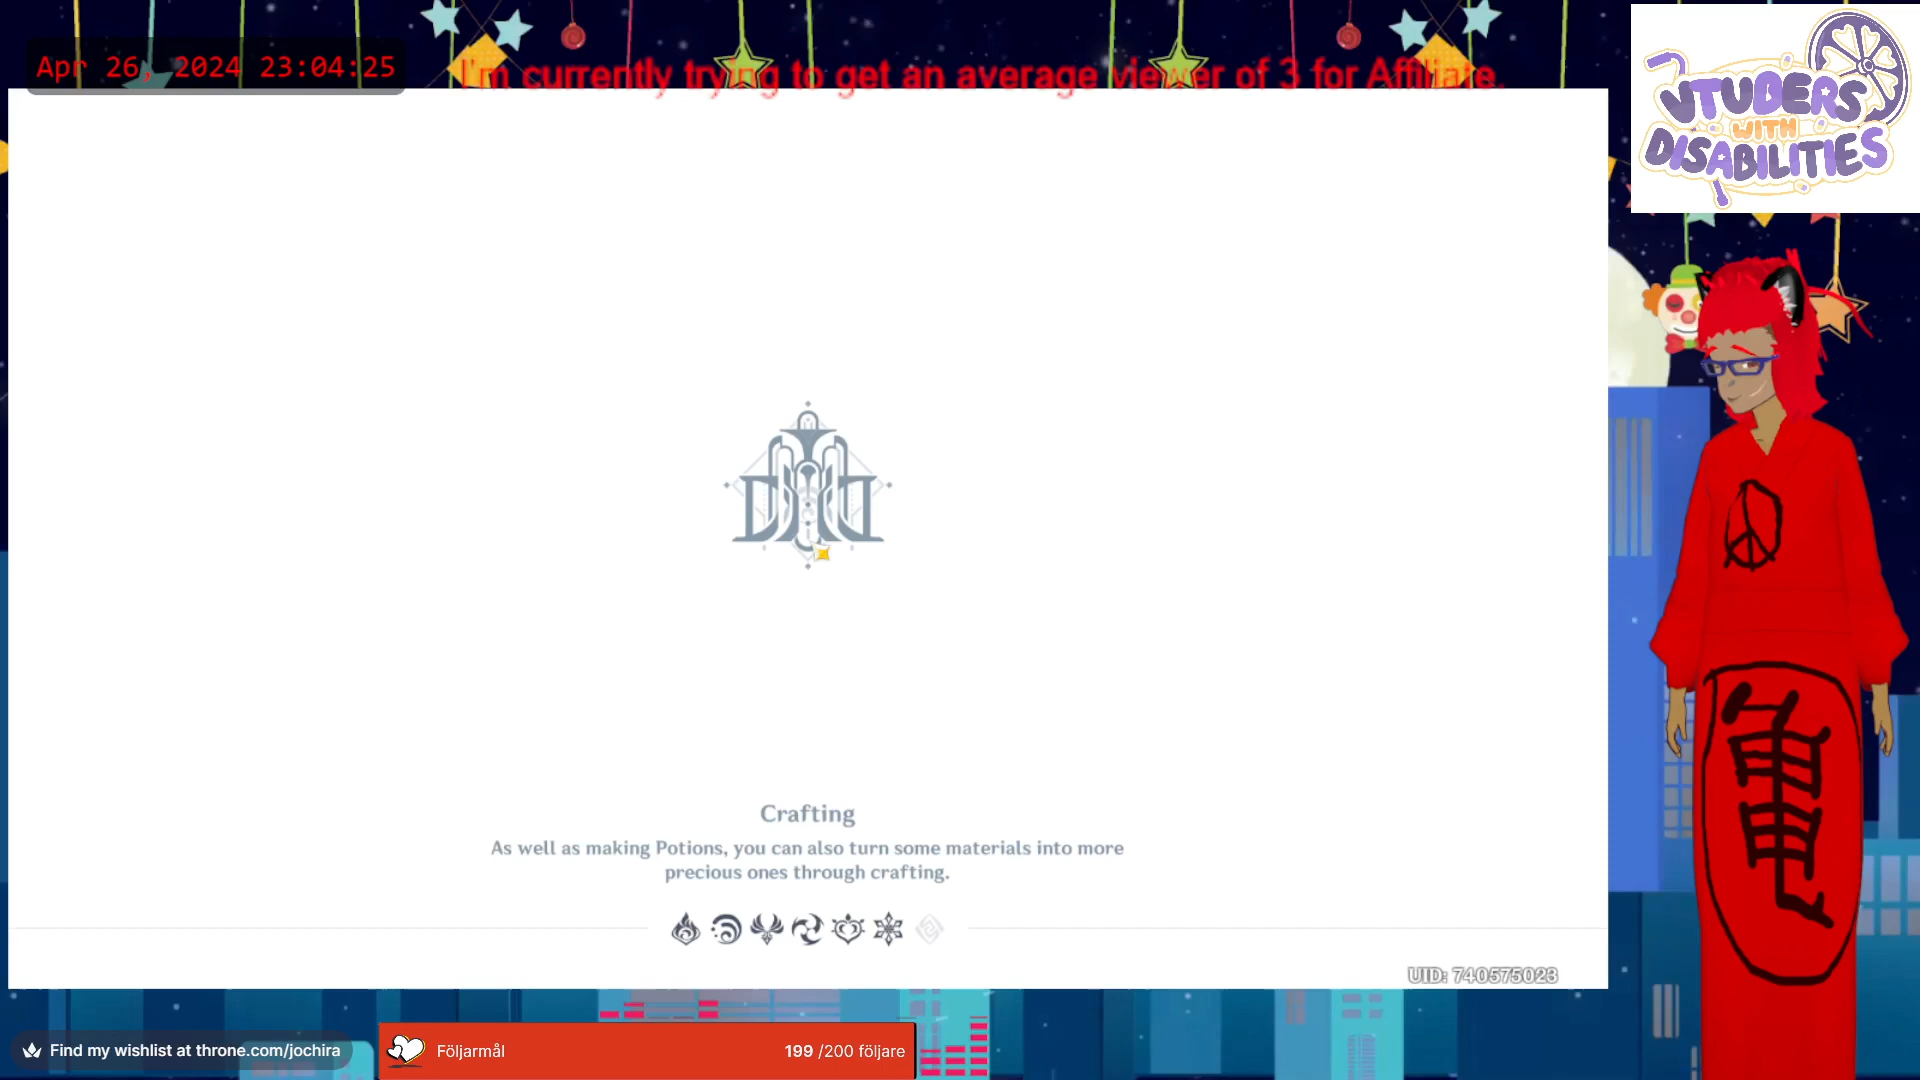 Apr 26, 2024 23:04:25
I'm currently trying to get an average viewer of 3 for Affiliate.
VTUBERS
WITH
DISABILITIES
亀
Crafting
As well as making Potions, you can also turn some materials into more
precious ones through crafting.
UID: 740575023
Find my wishlist at throne.com/jochira
Följarmål
199 /200 följare